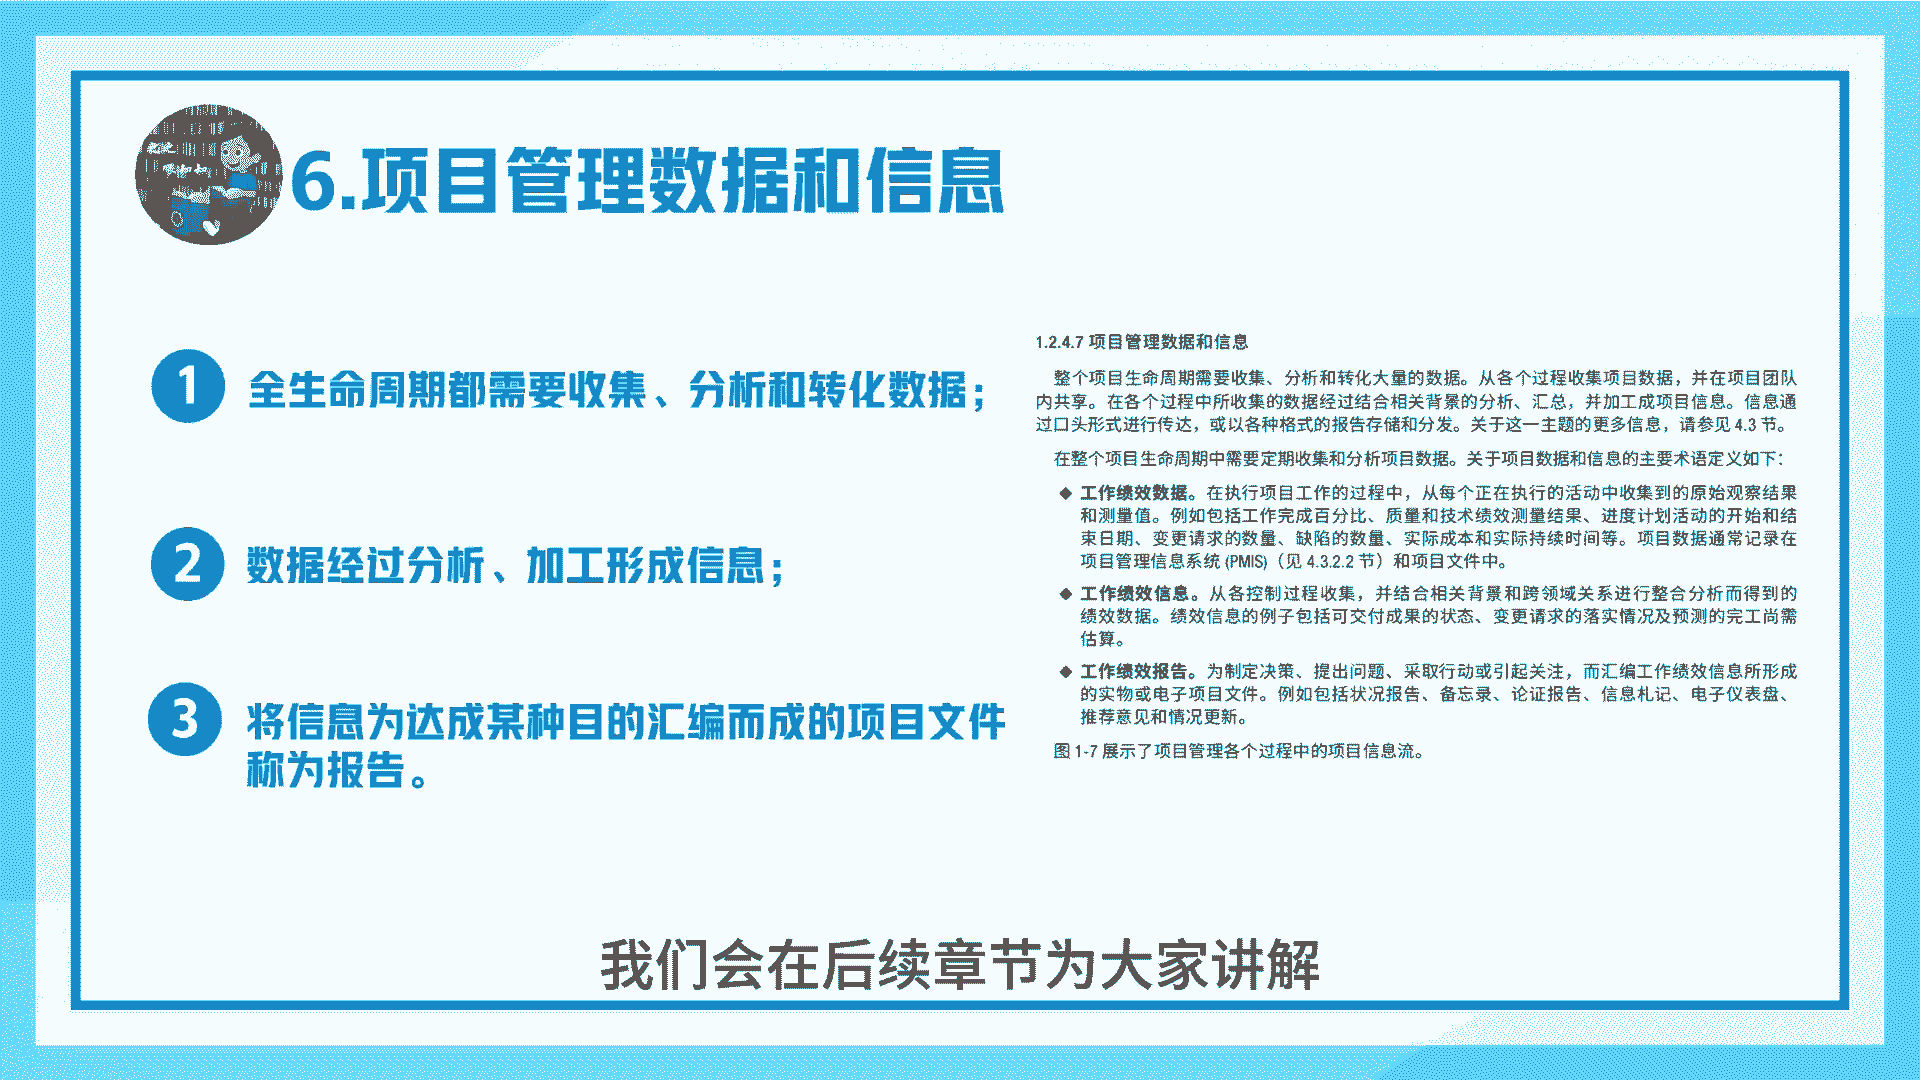 6.项目管理数据和信息
1 全生命周期都需要收集、分析和转化数据；
2 数据经过分析、加工形成信息；
3 将信息为达成某种目的汇编而成的项目文件
称为报告。
1.2.4.7 项目管理数据和信息
整个项目生命周期需要收集、分析和转化大量的数据。从各个过程收集项目数据，并在项目团队
内共享。在各个过程中所收集的数据经过结合相关背景的分析、汇总，并加工成项目信息。信息通
过口头形式进行传达，或以各种格式的报告存储和分发。关于这一主题的更多信息，请参见 4.3 节。
在整个项目生命周期中需要定期收集和分析项目数据。关于项目数据和信息的主要术语定义如下：
◆ 工作绩效数据。在执行项目工作的过程中，从每个正在执行的活动中收集到的原始观察结果
和测量值。例如包括工作完成百分比、质量和技术绩效测量结果、进度计划活动的开始和结
束日期、变更请求的数量、缺陷的数量、实际成本和实际持续时间等。项目数据通常记录在
项目管理信息系统 (PMIS)（见 4.3.2.2 节）和项目文件中。
◆ 工作绩效信息。从各控制过程收集，并结合相关背景和跨领域关系进行整合分析而得到的
绩效数据。绩效信息的例子包括可交付成果的状态、变更请求的落实情况及预测的完工尚需
估算。
◆ 工作绩效报告。为制定决策、提出问题、采取行动或引起关注，而汇编工作绩效信息所形成
的实物或电子项目文件。例如包括状况报告、备忘录、论证报告、信息札记、电子仪表盘、
推荐意见和情况更新。
图 1-7 展示了项目管理各个过程中的项目信息流。
我们会在后续章节为大家讲解